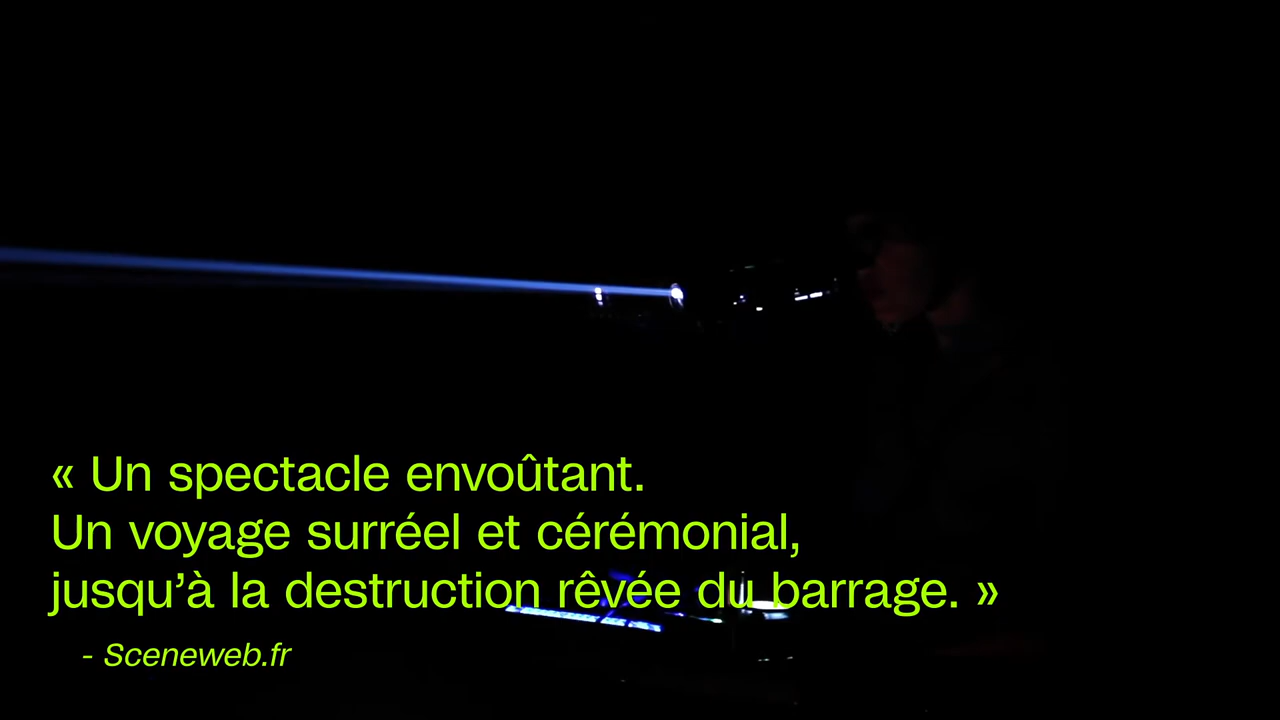 « Un spectacle envoûtant.
Un voyage surréel et cérémonial,
jusqu’à la destruction rêvée du barrage. »
- Sceneweb.fr